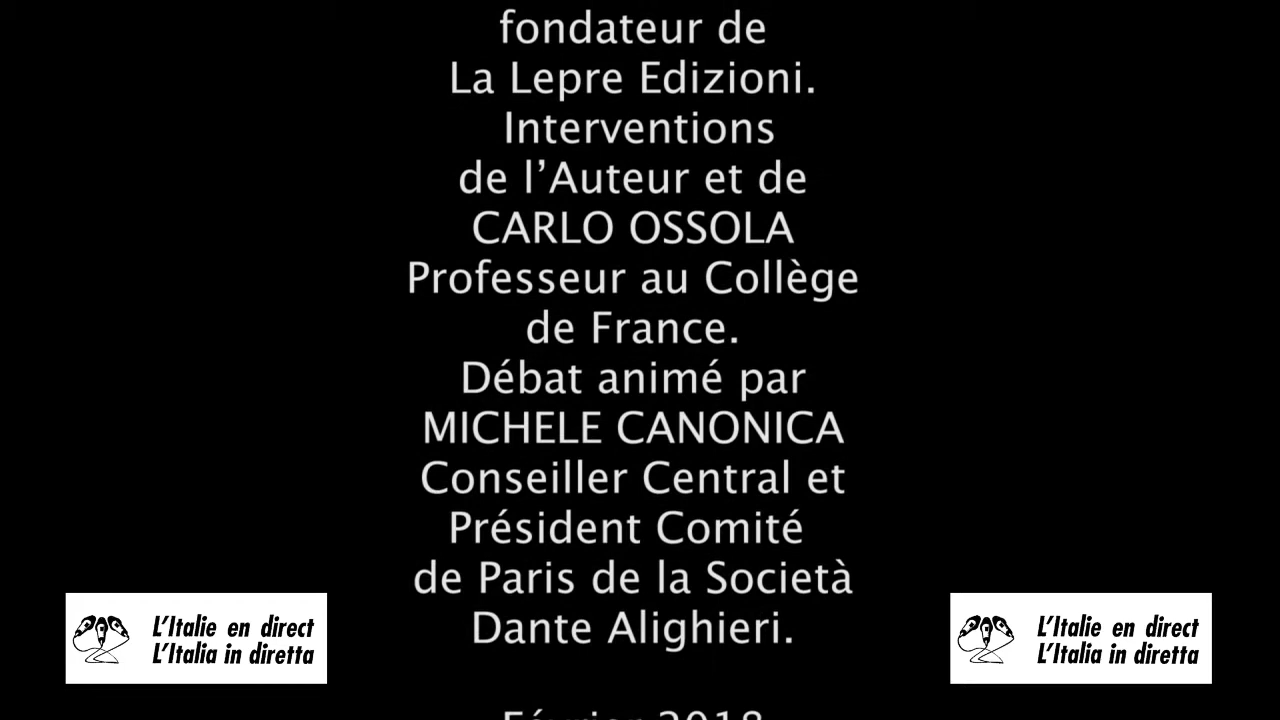 fondateur de
La Lepre Edizioni.
Interventions
de l’Auteur et de
CARLO OSSOLA
Professeur au Collège
de France.
Débat animé par
MICHELE CANONICA
Conseiller Central et
Président Comité
de Paris de la Società
Dante Alighieri.
Février 2018
L’Italie en direct
L’Italia in diretta
L’Italie en direct
L’Italia in diretta